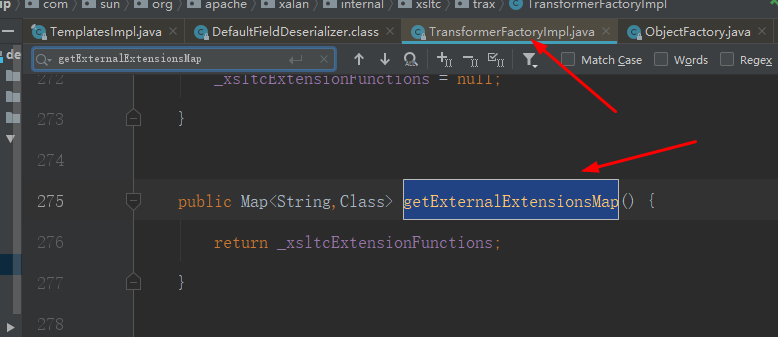 up com sun org apache xalan internal xsltc trax TransformerFactoryImpl
TemplatesImpl.java × DefaultFieldDeserializer.class × TransformerFactoryImpl.java × ObjectFactory.java ×
de
getExternalExtensionsMap × Match Case Words Regex
272 _xsltcExtensionFunctions = null;
273 }
274
275 public Map<String,Class> getExternalExtensionsMap() {
276 return _xsltcExtensionFunctions;
277 }
278